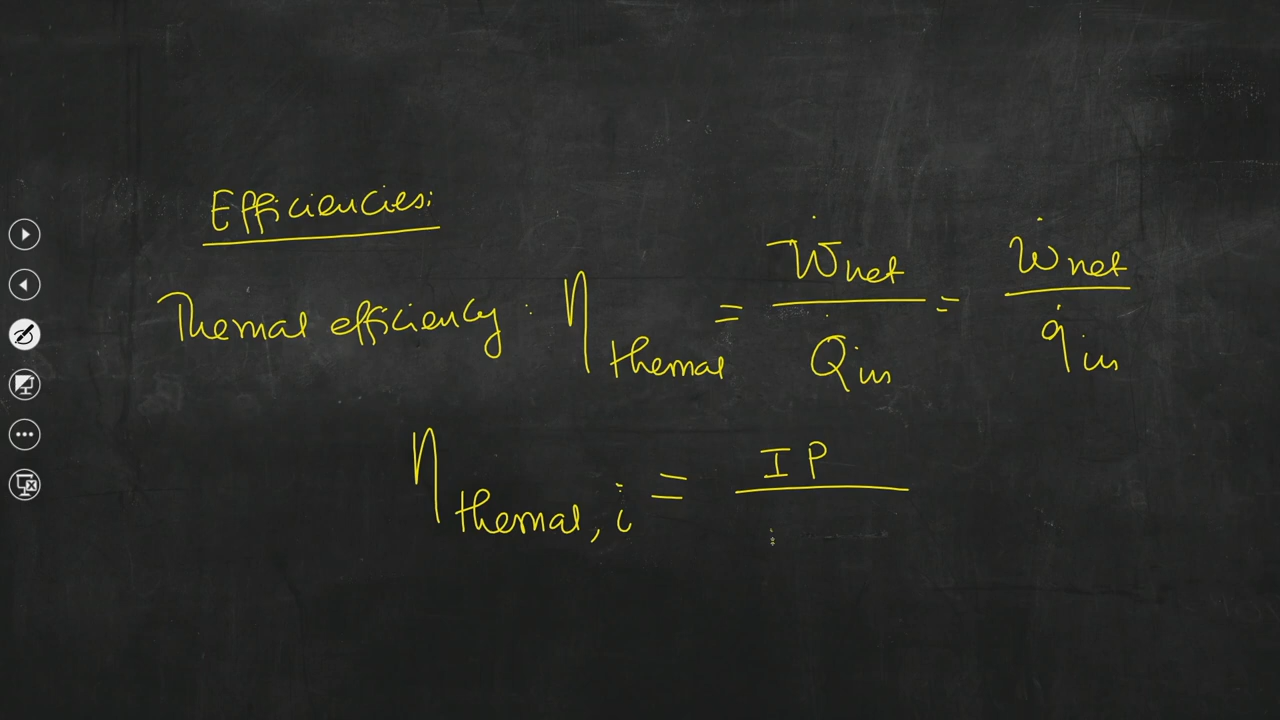 Efficiencies:
Thermal efficiency : η thermal = Ẇnet / Q̇in = ẇnet / q̇in
η thermal, i = IP /